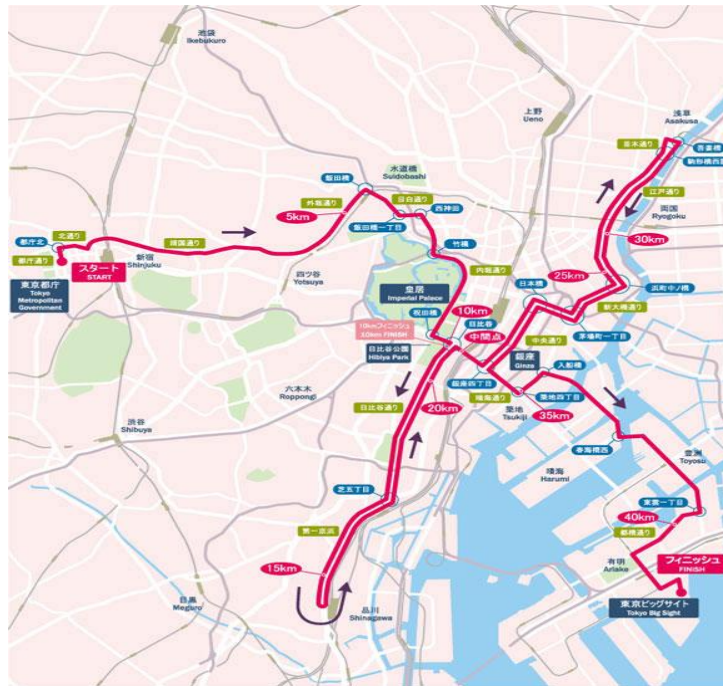 池袋
Ikebukuro
上野
Ueno
浅草
Asakusa
水道橋
Suidobashi
飯田橋
雷門通り
吾妻橋
駒形橋西詰
外堀通り
目白通り
西神田
江戸通り
5km
飯田橋一丁目
両国
Ryogoku
都庁北
北通り
靖国通り
竹橋
30km
都庁通り
スタート
START
新宿
Shinjuku
四ツ谷
Yotsuya
内堀通り
25km
東京都庁
Tokyo
Metropolitan
Government
皇居
Imperial Palace
日本橋
浜町中ノ橋
新大橋通り
祝田橋
10km
10kmフィニッシュ
10km FINISH
日比谷
中間点
中央通り
茅場町一丁目
日比谷公園
Hibiya Park
銀座
Ginza
入船橋
六本木
Roppongi
銀座四丁目
晴海通り
築地四丁目
日比谷通り
20km
築地
Tsukiji
35km
渋谷
Shibuya
春海橋西
豊洲
Toyosu
晴海
Harumi
芝五丁目
東雲一丁目
第一京浜
40km
都橋通り
15km
有明
Ariake
フィニッシュ
FINISH
目黒
Meguro
品川
Shinagawa
東京ビッグサイト
Tokyo Big Sight